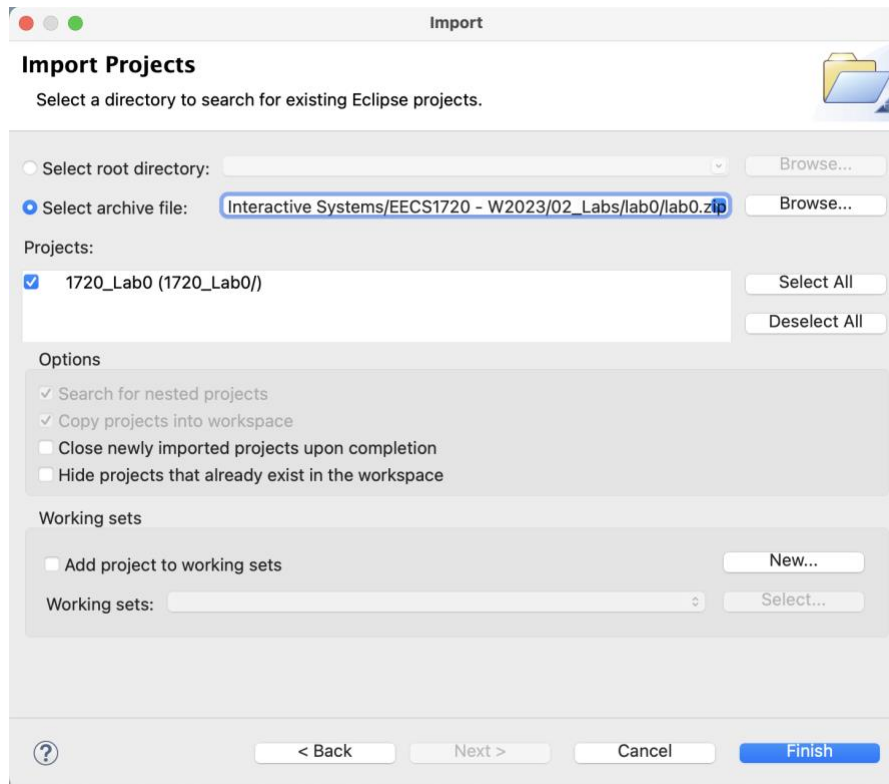 Import
Import Projects
Select a directory to search for existing Eclipse projects.
Select root directory:
Browse...
Select archive file:
Interactive Systems/EECS1720 - W2023/02_Labs/lab0/lab0.zip
Browse...
Projects:
1720_Lab0 (1720_Lab0/)
Select All
Deselect All
Options
Search for nested projects
Copy projects into workspace
Close newly imported projects upon completion
Hide projects that already exist in the workspace
Working sets
Add project to working sets
New...
Working sets:
Select...
?
< Back
Next >
Cancel
Finish